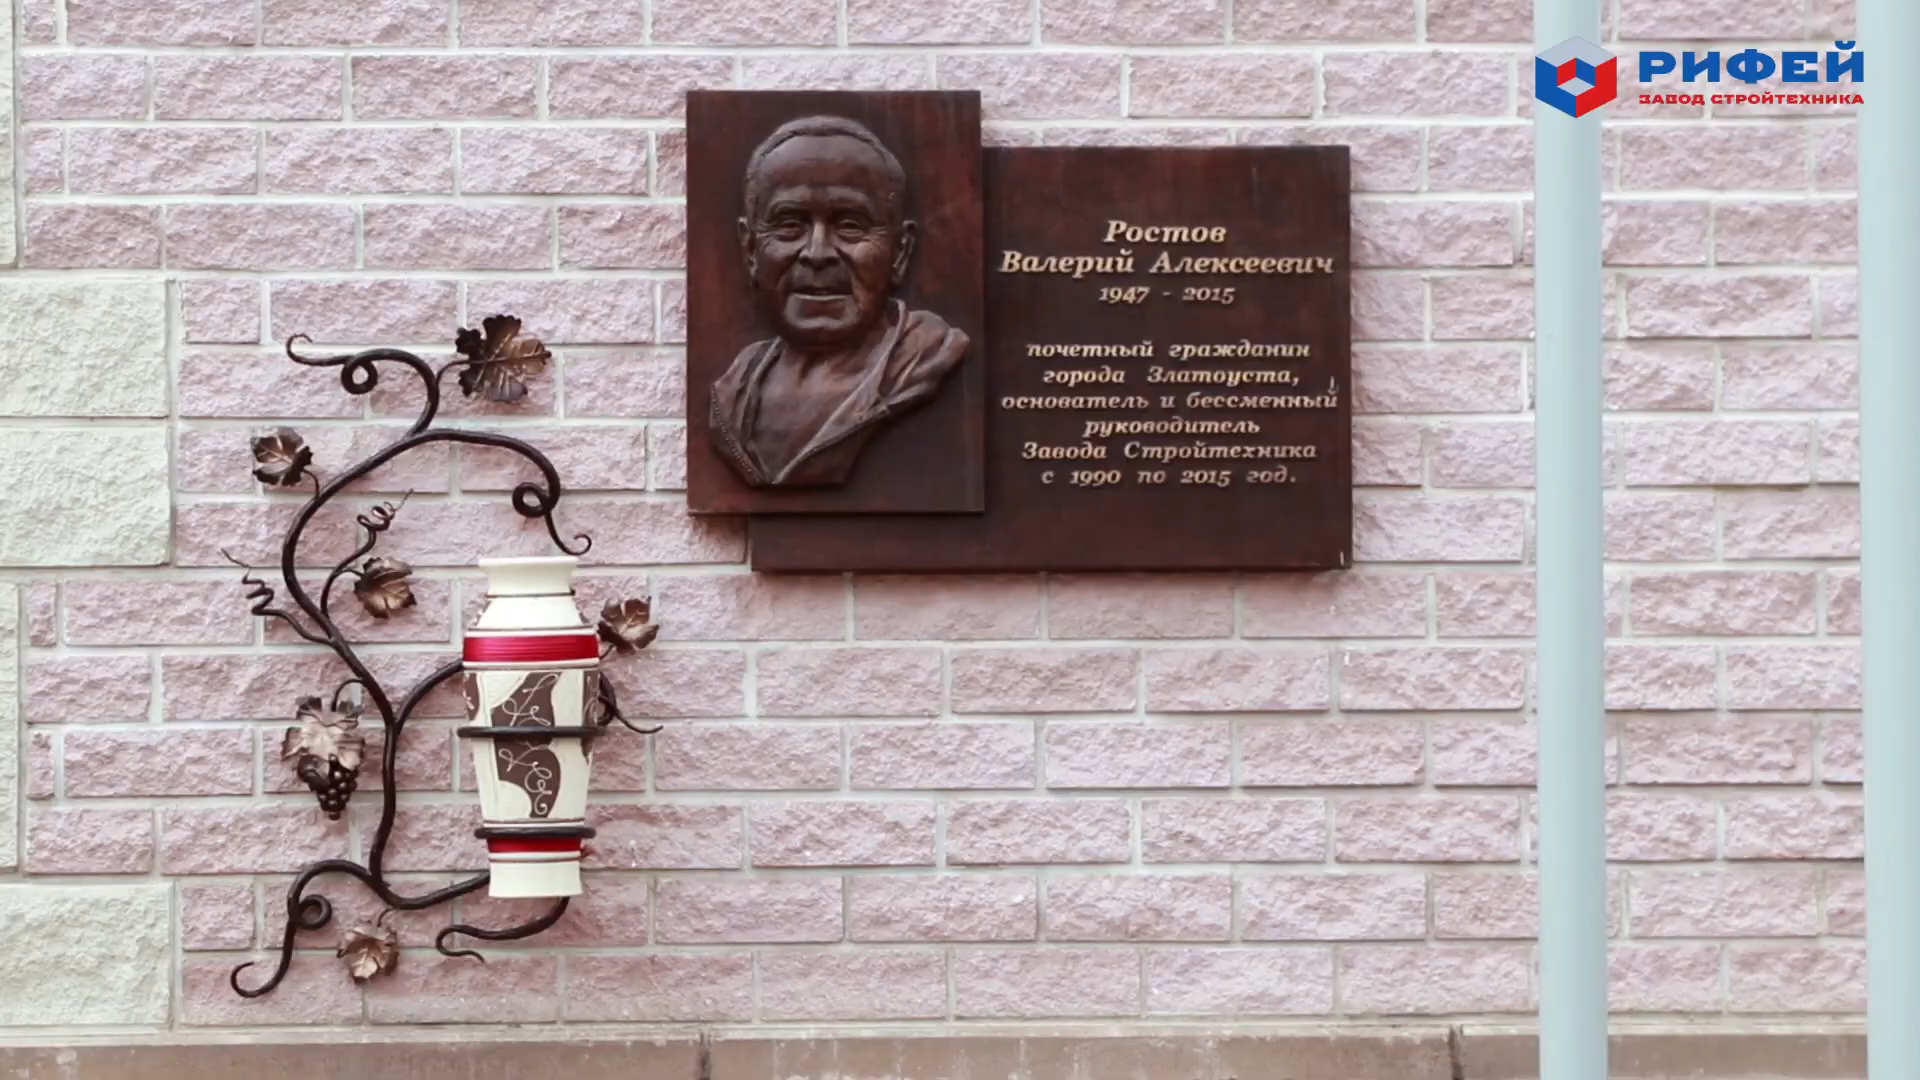 РИФЕЙ
ЗАВОД СТРОЙТЕХНИКА
Ростов
Валерий Алексеевич
1947 - 2015
почетный гражданин
города Златоуста,
основатель и бессменный
руководитель
Завода Стройтехника
с 1990 по 2015 год.